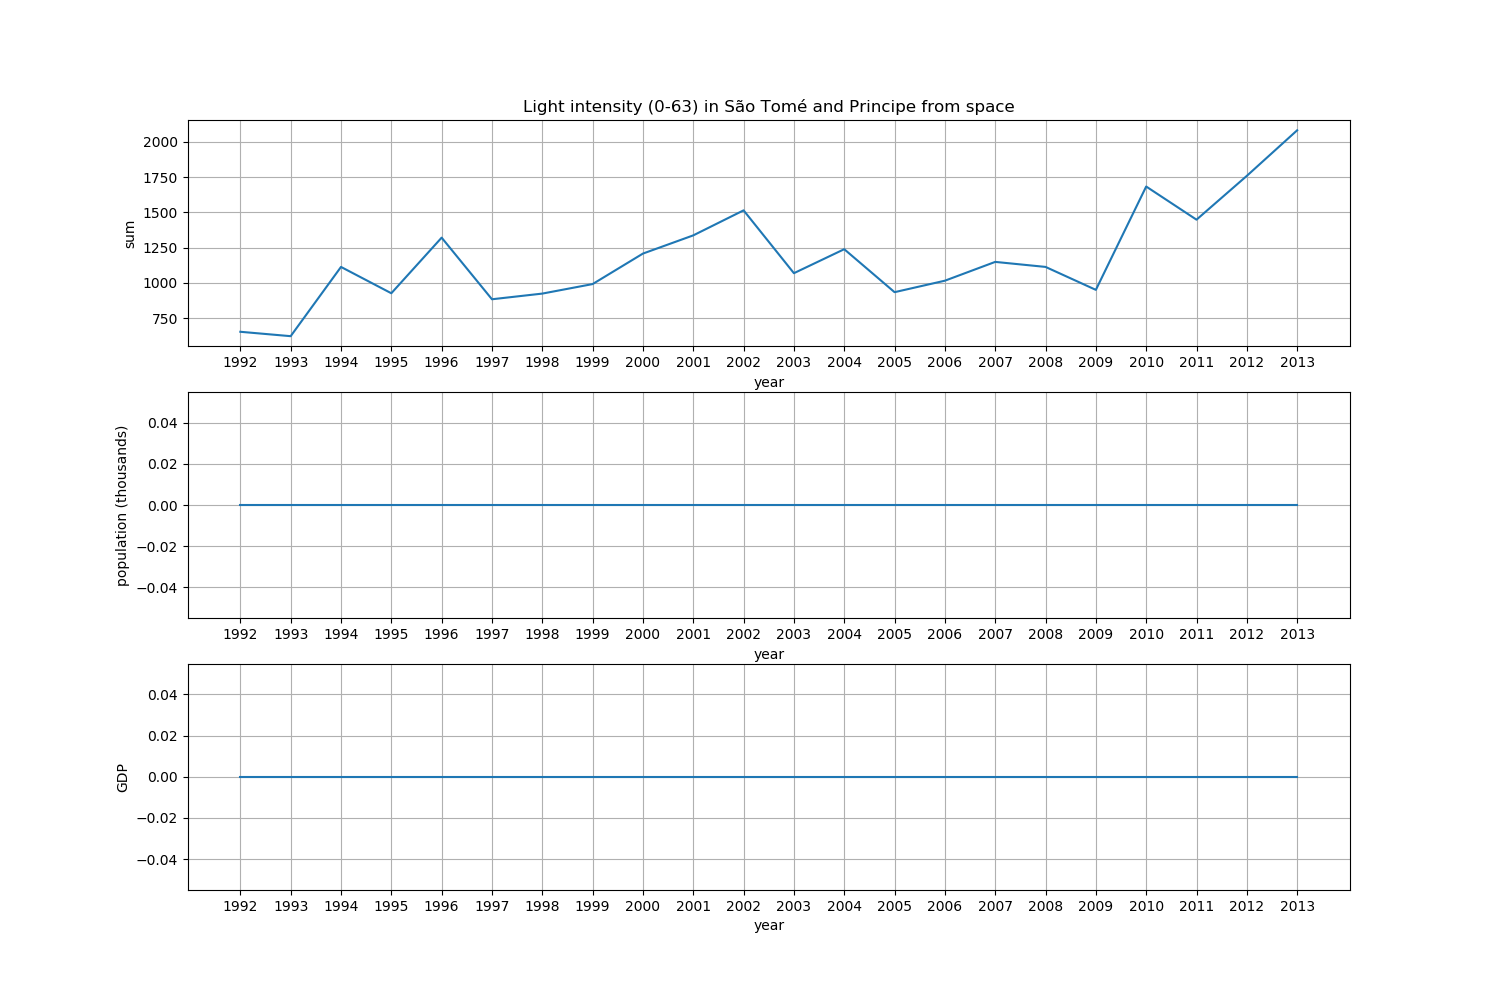 Light intensity (0-63) in São Tomé and Principe from space
2000
1750
1500
1250
1000
750
sum
1992 1993 1994 1995 1996 1997 1998 1999 2000 2001 2002 2003 2004 2005 2006 2007 2008 2009 2010 2011 2012 2013
year
0.04
0.02
0.00
−0.02
−0.04
population (thousands)
1992 1993 1994 1995 1996 1997 1998 1999 2000 2001 2002 2003 2004 2005 2006 2007 2008 2009 2010 2011 2012 2013
year
0.04
0.02
0.00
−0.02
−0.04
GDP
1992 1993 1994 1995 1996 1997 1998 1999 2000 2001 2002 2003 2004 2005 2006 2007 2008 2009 2010 2011 2012 2013
year